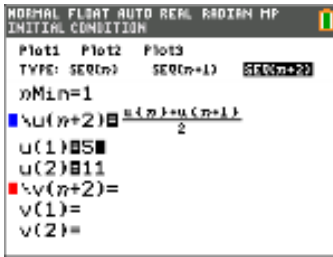 NORMAL FLOAT AUTO REAL RADIAN MP
INITIAL CONDITION
Plot1 Plot2 Plot3
TYPE: SEQ(n) SEQ(n+1) SEQ(n+2)
nMin=1
\u(n+2)=(u(n)+u(n+1))/2
u(1)=5
u(2)=11
\v(n+2)=
v(1)=
v(2)=